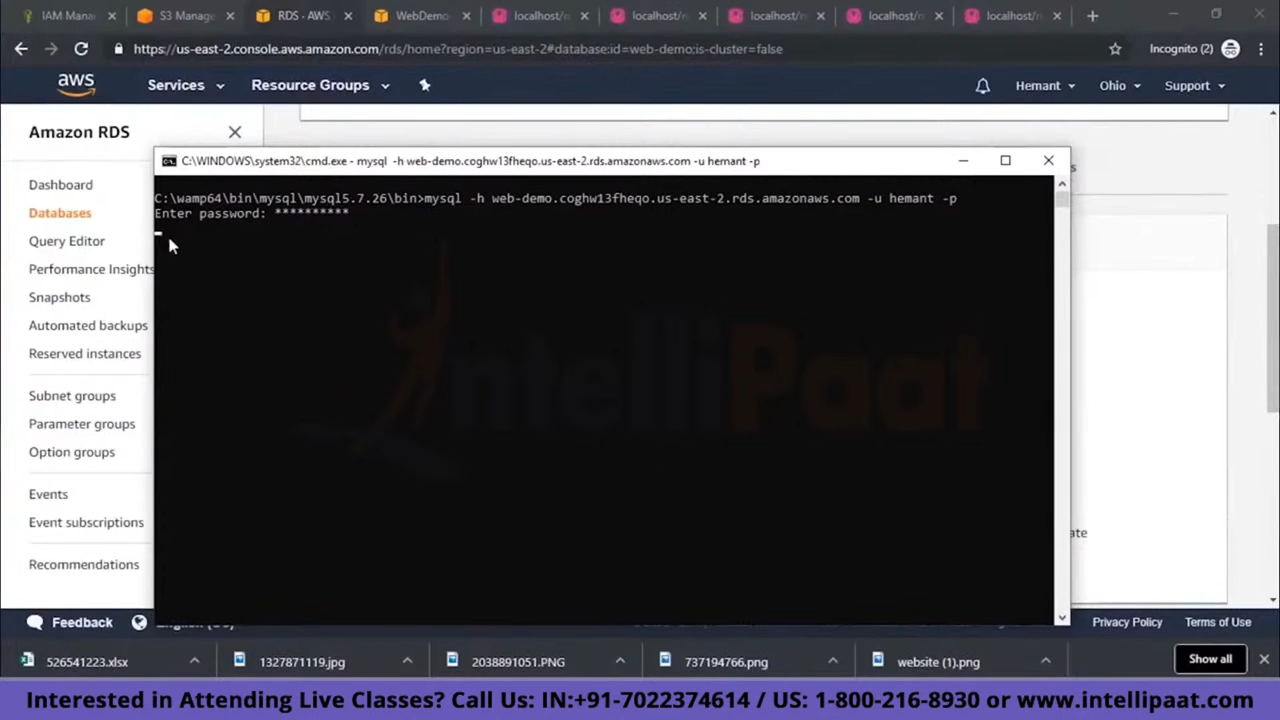 IAM Mana
S3 Manage
RDS - AWS
WebDemo
localhost/
localhost/
localhost/
localhost/
localhost/
https://us-east-2.console.aws.amazon.com/rds/home?region=us-east-2#database:id=web-demo;is-cluster=false
Incognito (2)
aws
Services
Resource Groups
Hemant
Ohio
Support
Amazon RDS
Dashboard
Databases
Query Editor
Performance Insights
Snapshots
Automated backups
Reserved instances
Subnet groups
Parameter groups
Option groups
Events
Event subscriptions
Recommendations
C:\WINDOWS\system32\cmd.exe - mysql -h web-demo.coghw13fheqo.us-east-2.rds.amazonaws.com -u hemant -p
C:\wamp64\bin\mysql\mysql5.7.26\bin>mysql -h web-demo.coghw13fheqo.us-east-2.rds.amazonaws.com -u hemant -p
Enter password: **********
IntelliPaat
s
ate
Feedback
Privacy Policy
Terms of Use
526541223.xlsx
1327871119.jpg
2038891051.PNG
737194766.png
website (1).png
Show all
Interested in Attending Live Classes? Call Us: IN:+91-7022374614 / US: 1-800-216-8930 or www.intellipaat.com